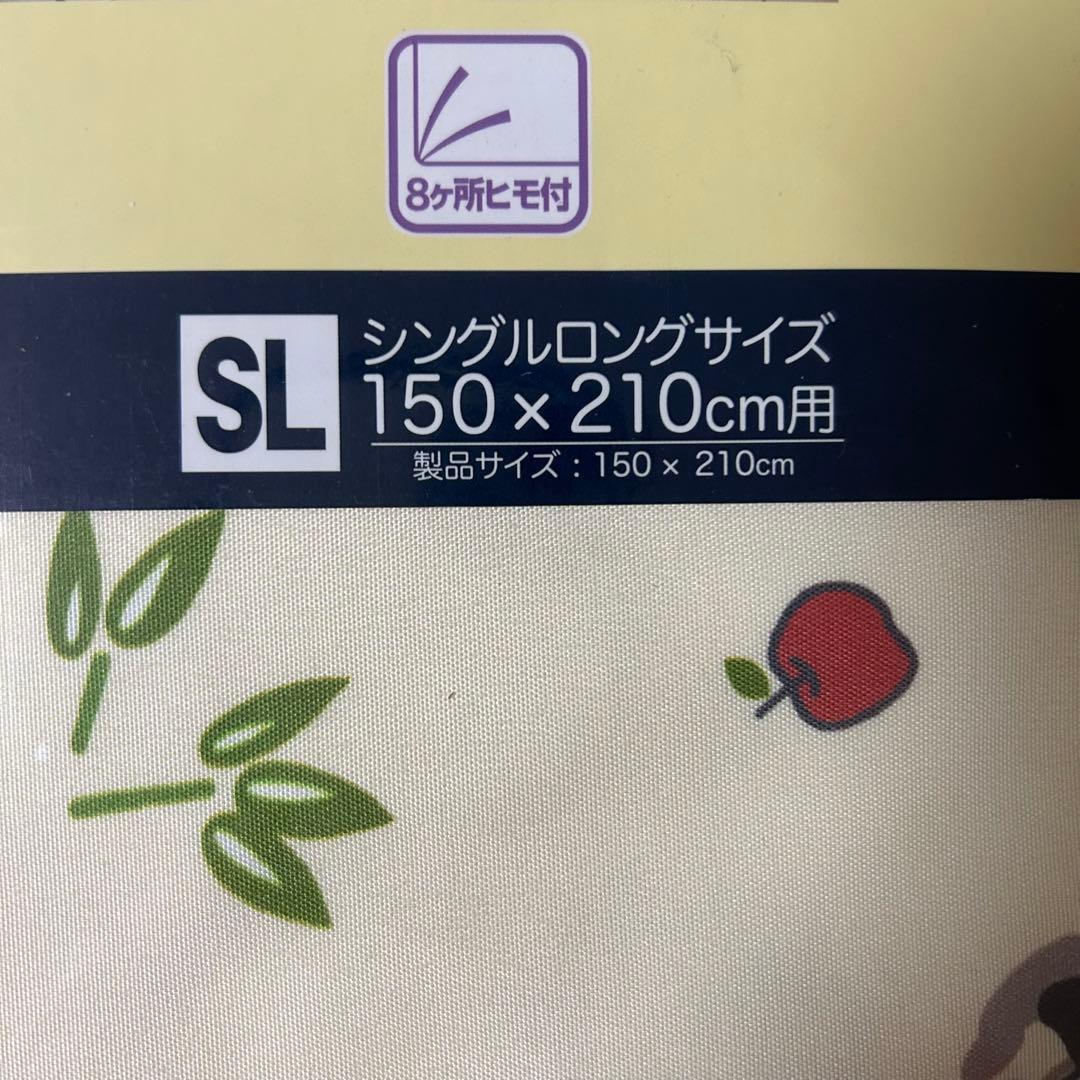 8ヶ所ヒモ付
SL
シングルロングサイズ
150×210cm用
製品サイズ：150× 210cm